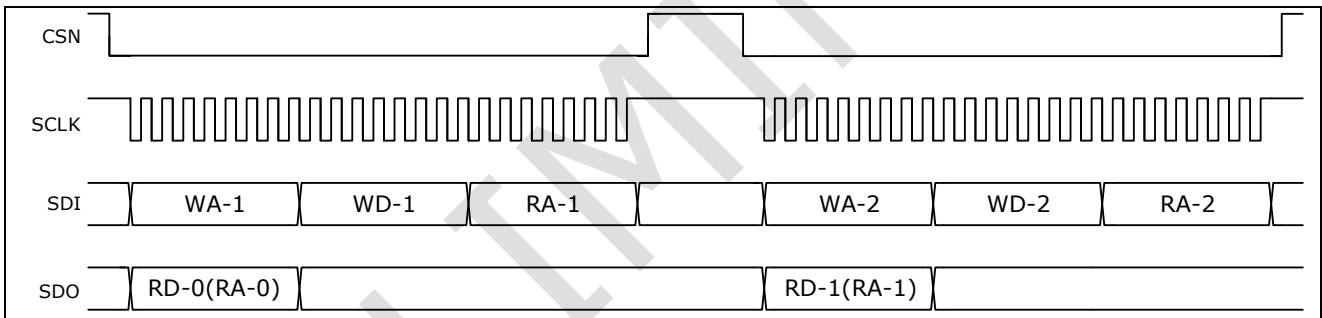 CSN
SCLK
SDI WA-1 WD-1 RA-1 WA-2 WD-2 RA-2
SDO RD-0(RA-0) RD-1(RA-1)